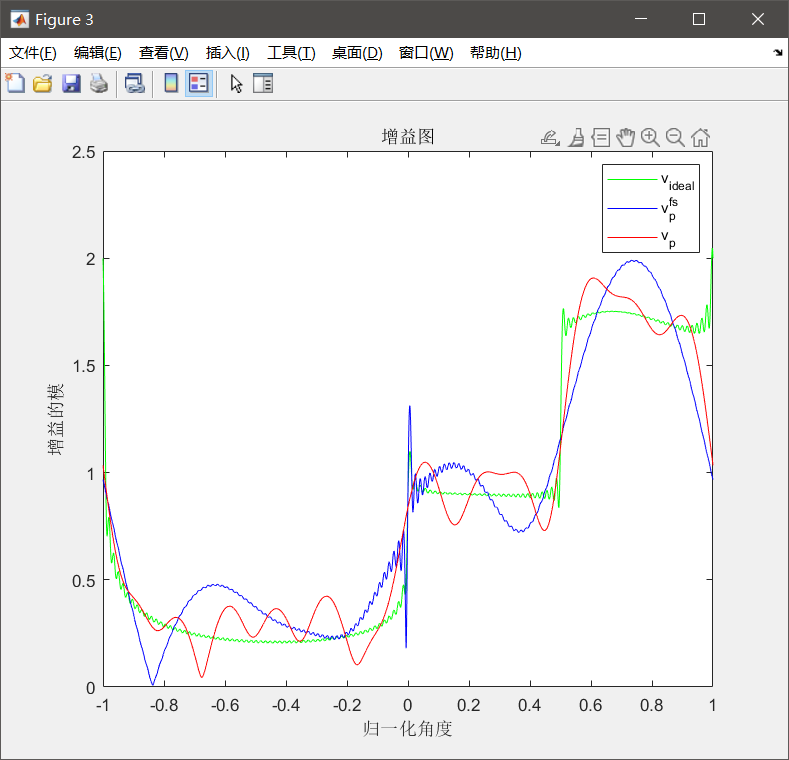 Figure 3
文件(F) 编辑(E) 查看(V) 插入(I) 工具(T) 桌面(D) 窗口(W) 帮助(H)
增益图
v_ideal
v_p^fs
v_p
2.5
2
1.5
1
0.5
0
增益的模
-1 -0.8 -0.6 -0.4 -0.2 0 0.2 0.4 0.6 0.8 1
归一化角度